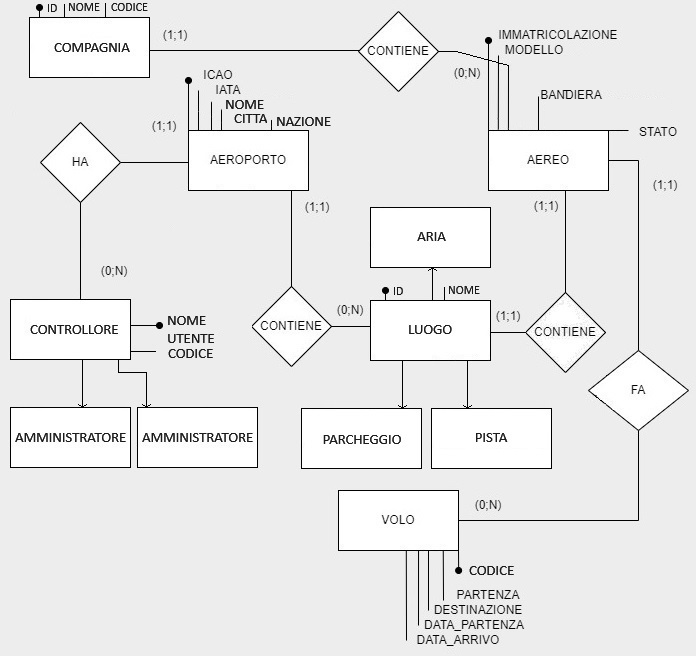 ID NOME CODICE
COMPAGNIA
(1;1)
CONTIENE
(0;N)
IMMATRICOLAZIONE
MODELLO
BANDIERA
STATO
AEREO
(1;1)
(1;1)
ICAO
IATA
NOME
CITTA
NAZIONE
(1;1)
AEROPORTO
HA
(1;1)
(0;N)
ARIA
ID NOME
CONTIENE
(0;N)
LUOGO
(1;1)
CONTIENE
CONTROLLORE
NOME
UTENTE
CODICE
FA
AMMINISTRATORE
AMMINISTRATORE
PARCHEGGIO
PISTA
VOLO
(0;N)
CODICE
PARTENZA
DESTINAZIONE
DATA_PARTENZA
DATA_ARRIVO